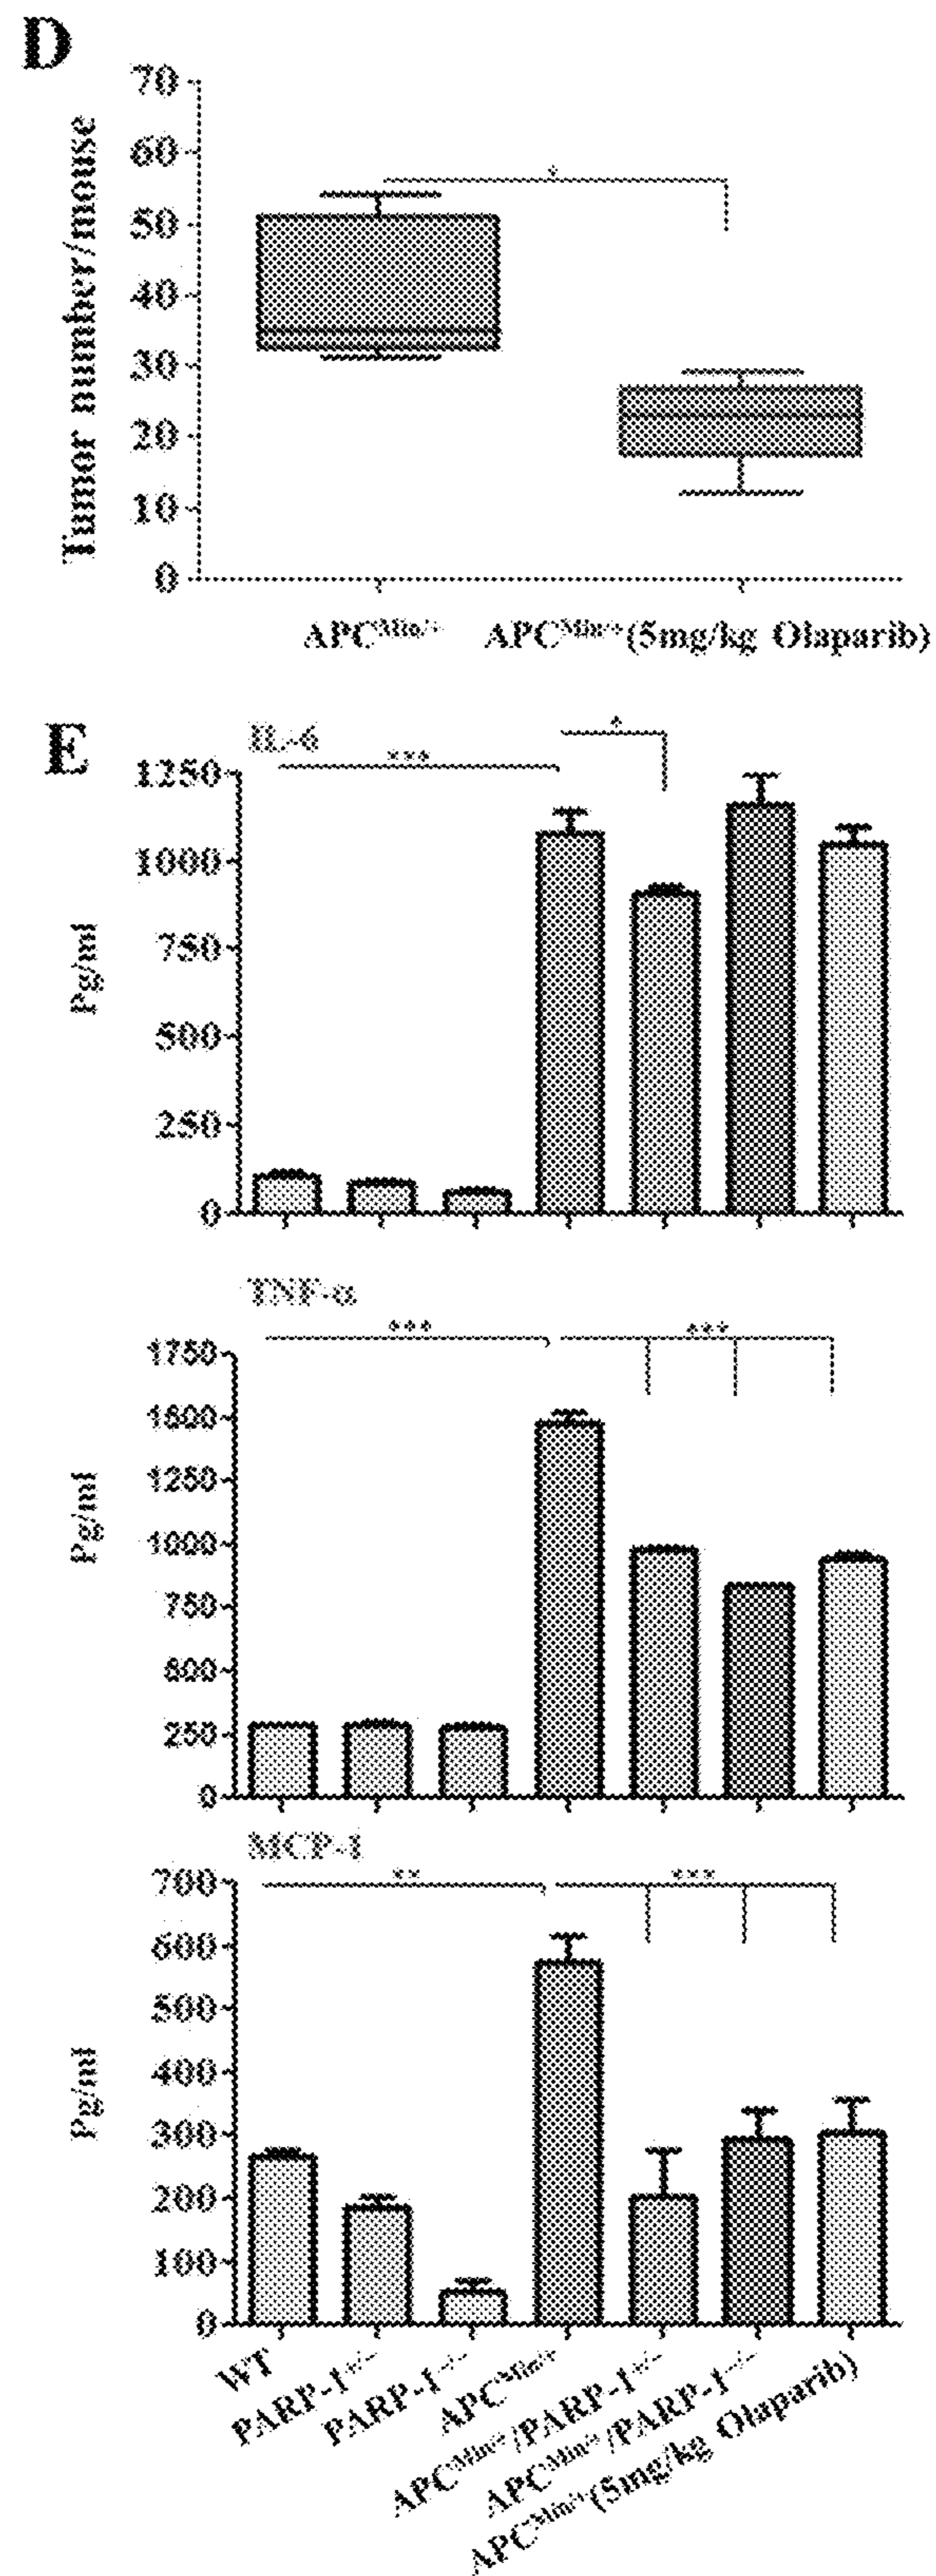 D
Tumor number/mouse
70
60
50
40
30
20
10
0
*
APC^Min/+ APC^Min/+(5mg/kg Olaparib)
E
IL-6
***
*
Pg/ml
1250
1000
750
500
250
0
TNF-α
***
***
Pg/ml
1750
1500
1250
1000
750
500
250
0
MCP-1
**
***
Pg/ml
700
600
500
400
300
200
100
0
WT
PARP-1^+/-
PARP-1^-/-
APC^Min/+
APC^Min/+/PARP-1^+/-
APC^Min/+/PARP-1^-/-
APC^Min/+(5mg/kg Olaparib)